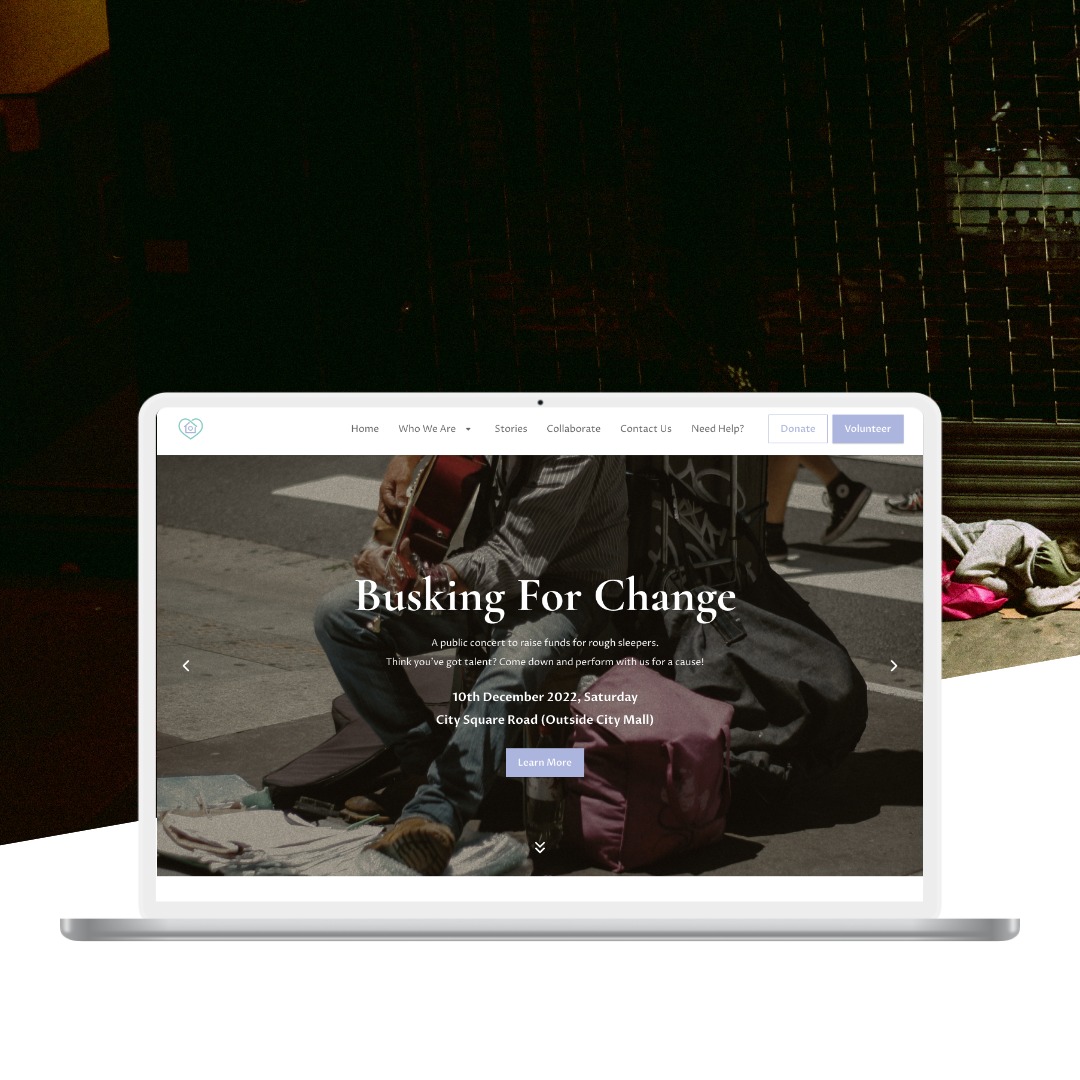 Home
Who We Are
Stories
Collaborate
Contact Us
Need Help?
Donate
Volunteer
Busking For Change
A public concert to raise funds for rough sleepers.
Think you've got talent? Come down and perform with us for a cause!
10th December 2022, Saturday
City Square Road (Outside City Mall)
Learn More